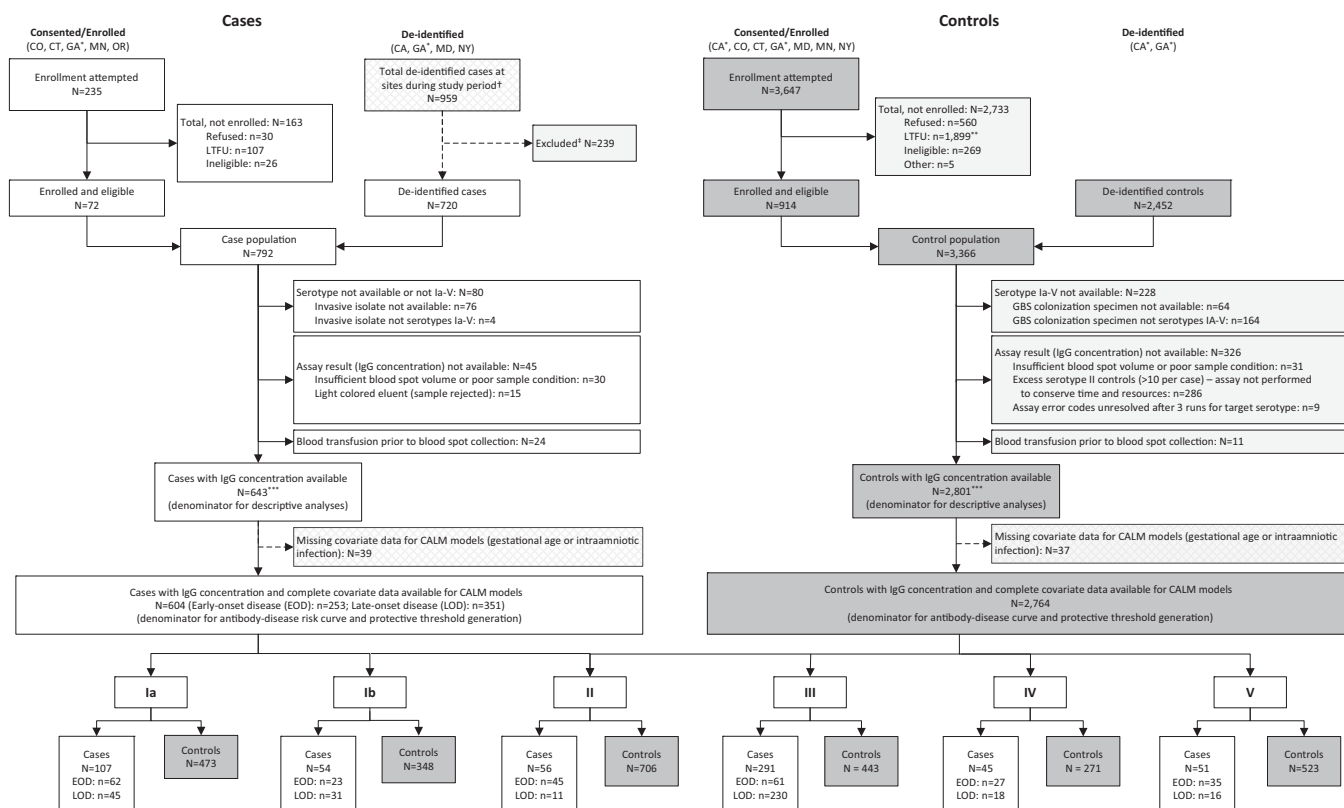 Cases
Consented/Enrolled
(CO, CT, GA*, MN, OR)
De-identified
(CA, GA*, MD, NY)
Enrollment attempted
N=235
Total de-identified cases at
sites during study period†
N=959
Total, not enrolled: N=163
Refused: n=30
LTFU: n=107
Ineligible: n=26
Excluded‡ N=239
Enrolled and eligible
N=72
De-identified cases
N=720
Case population
N=792
Serotype not available or not Ia-V: N=80
Invasive isolate not available: n=76
Invasive isolate not serotypes Ia-V: n=4
Assay result (IgG concentration) not available: N=45
Insufficient blood spot volume or poor sample condition: n=30
Light colored eluent (sample rejected): n=15
Blood transfusion prior to blood spot collection: N=24
Cases with IgG concentration available
N=643***
(denominator for descriptive analyses)
Missing covariate data for CALM models (gestational age or intraamniotic
infection): N=39
Cases with IgG concentration and complete covariate data available for CALM models
N=604 (Early-onset disease (EOD): n=253; Late-onset disease (LOD): n=351)
(denominator for antibody-disease risk curve and protective threshold generation)
Controls
Consented/Enrolled
(CA*, CO, CT, GA*, MD, MN, NY)
De-identified
(CA*, GA*)
Enrollment attempted
N=3,647
Total, not enrolled: N=2,733
Refused: n=560
LTFU: n=1,899**
Ineligible: n=269
Other: n=5
Enrolled and eligible
N=914
De-identified controls
N=2,452
Control population
N=3,366
Serotype Ia-V not available: N=228
GBS colonization specimen not available: n=64
GBS colonization specimen not serotypes IA-V: n=164
Assay result (IgG concentration) not available: N=326
Insufficient blood spot volume or poor sample condition: n=31
Excess serotype II controls (>10 per case) – assay not performed
to conserve time and resources: n=286
Assay error codes unresolved after 3 runs for target serotype: n=9
Blood transfusion prior to blood spot collection: N=11
Controls with IgG concentration available
N=2,801***
(denominator for descriptive analyses)
Missing covariate data for CALM models (gestational age or intraamniotic
infection): N=37
Controls with IgG concentration and complete covariate data available for CALM models
N=2,764
(denominator for antibody-disease curve and protective threshold generation)
Ia
Cases
N=107
EOD: n=62
LOD: n=45
Controls
N=473
Ib
Cases
N=54
EOD: n=23
LOD: n=31
Controls
N=348
II
Cases
N=56
EOD: n=45
LOD: n=11
Controls
N=706
III
Cases
N=291
EOD: n=61
LOD: n=230
Controls
N = 443
IV
Cases
N=45
EOD: n=27
LOD: n=18
Controls
N = 271
V
Cases
N=51
EOD: n=35
LOD: n=16
Controls
N=523